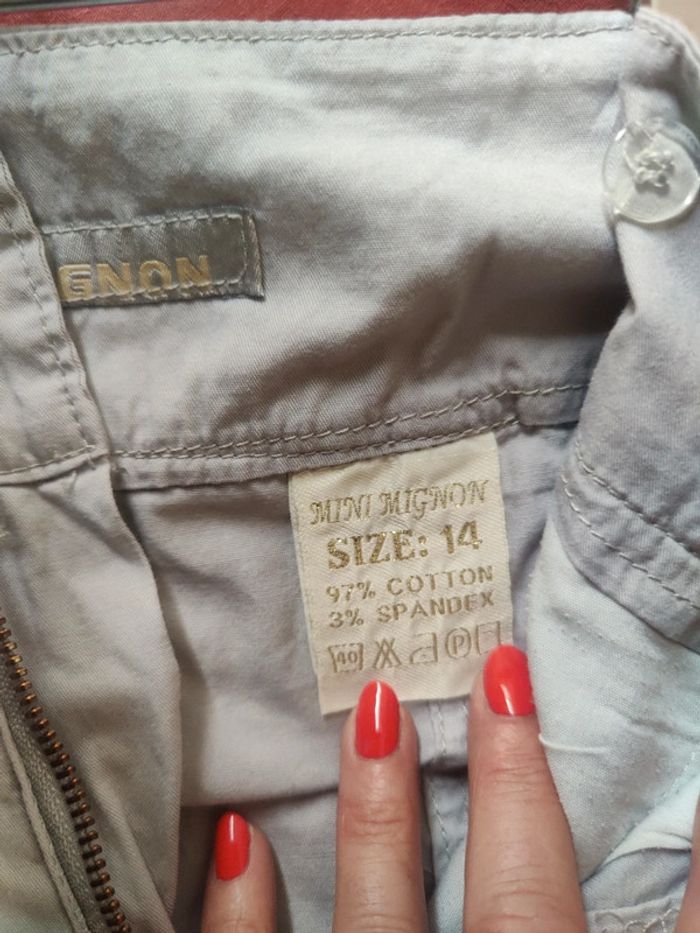 GNON
MINI MIGNON
SIZE: 14
97% COTTON
3% SPANDEX
40 P